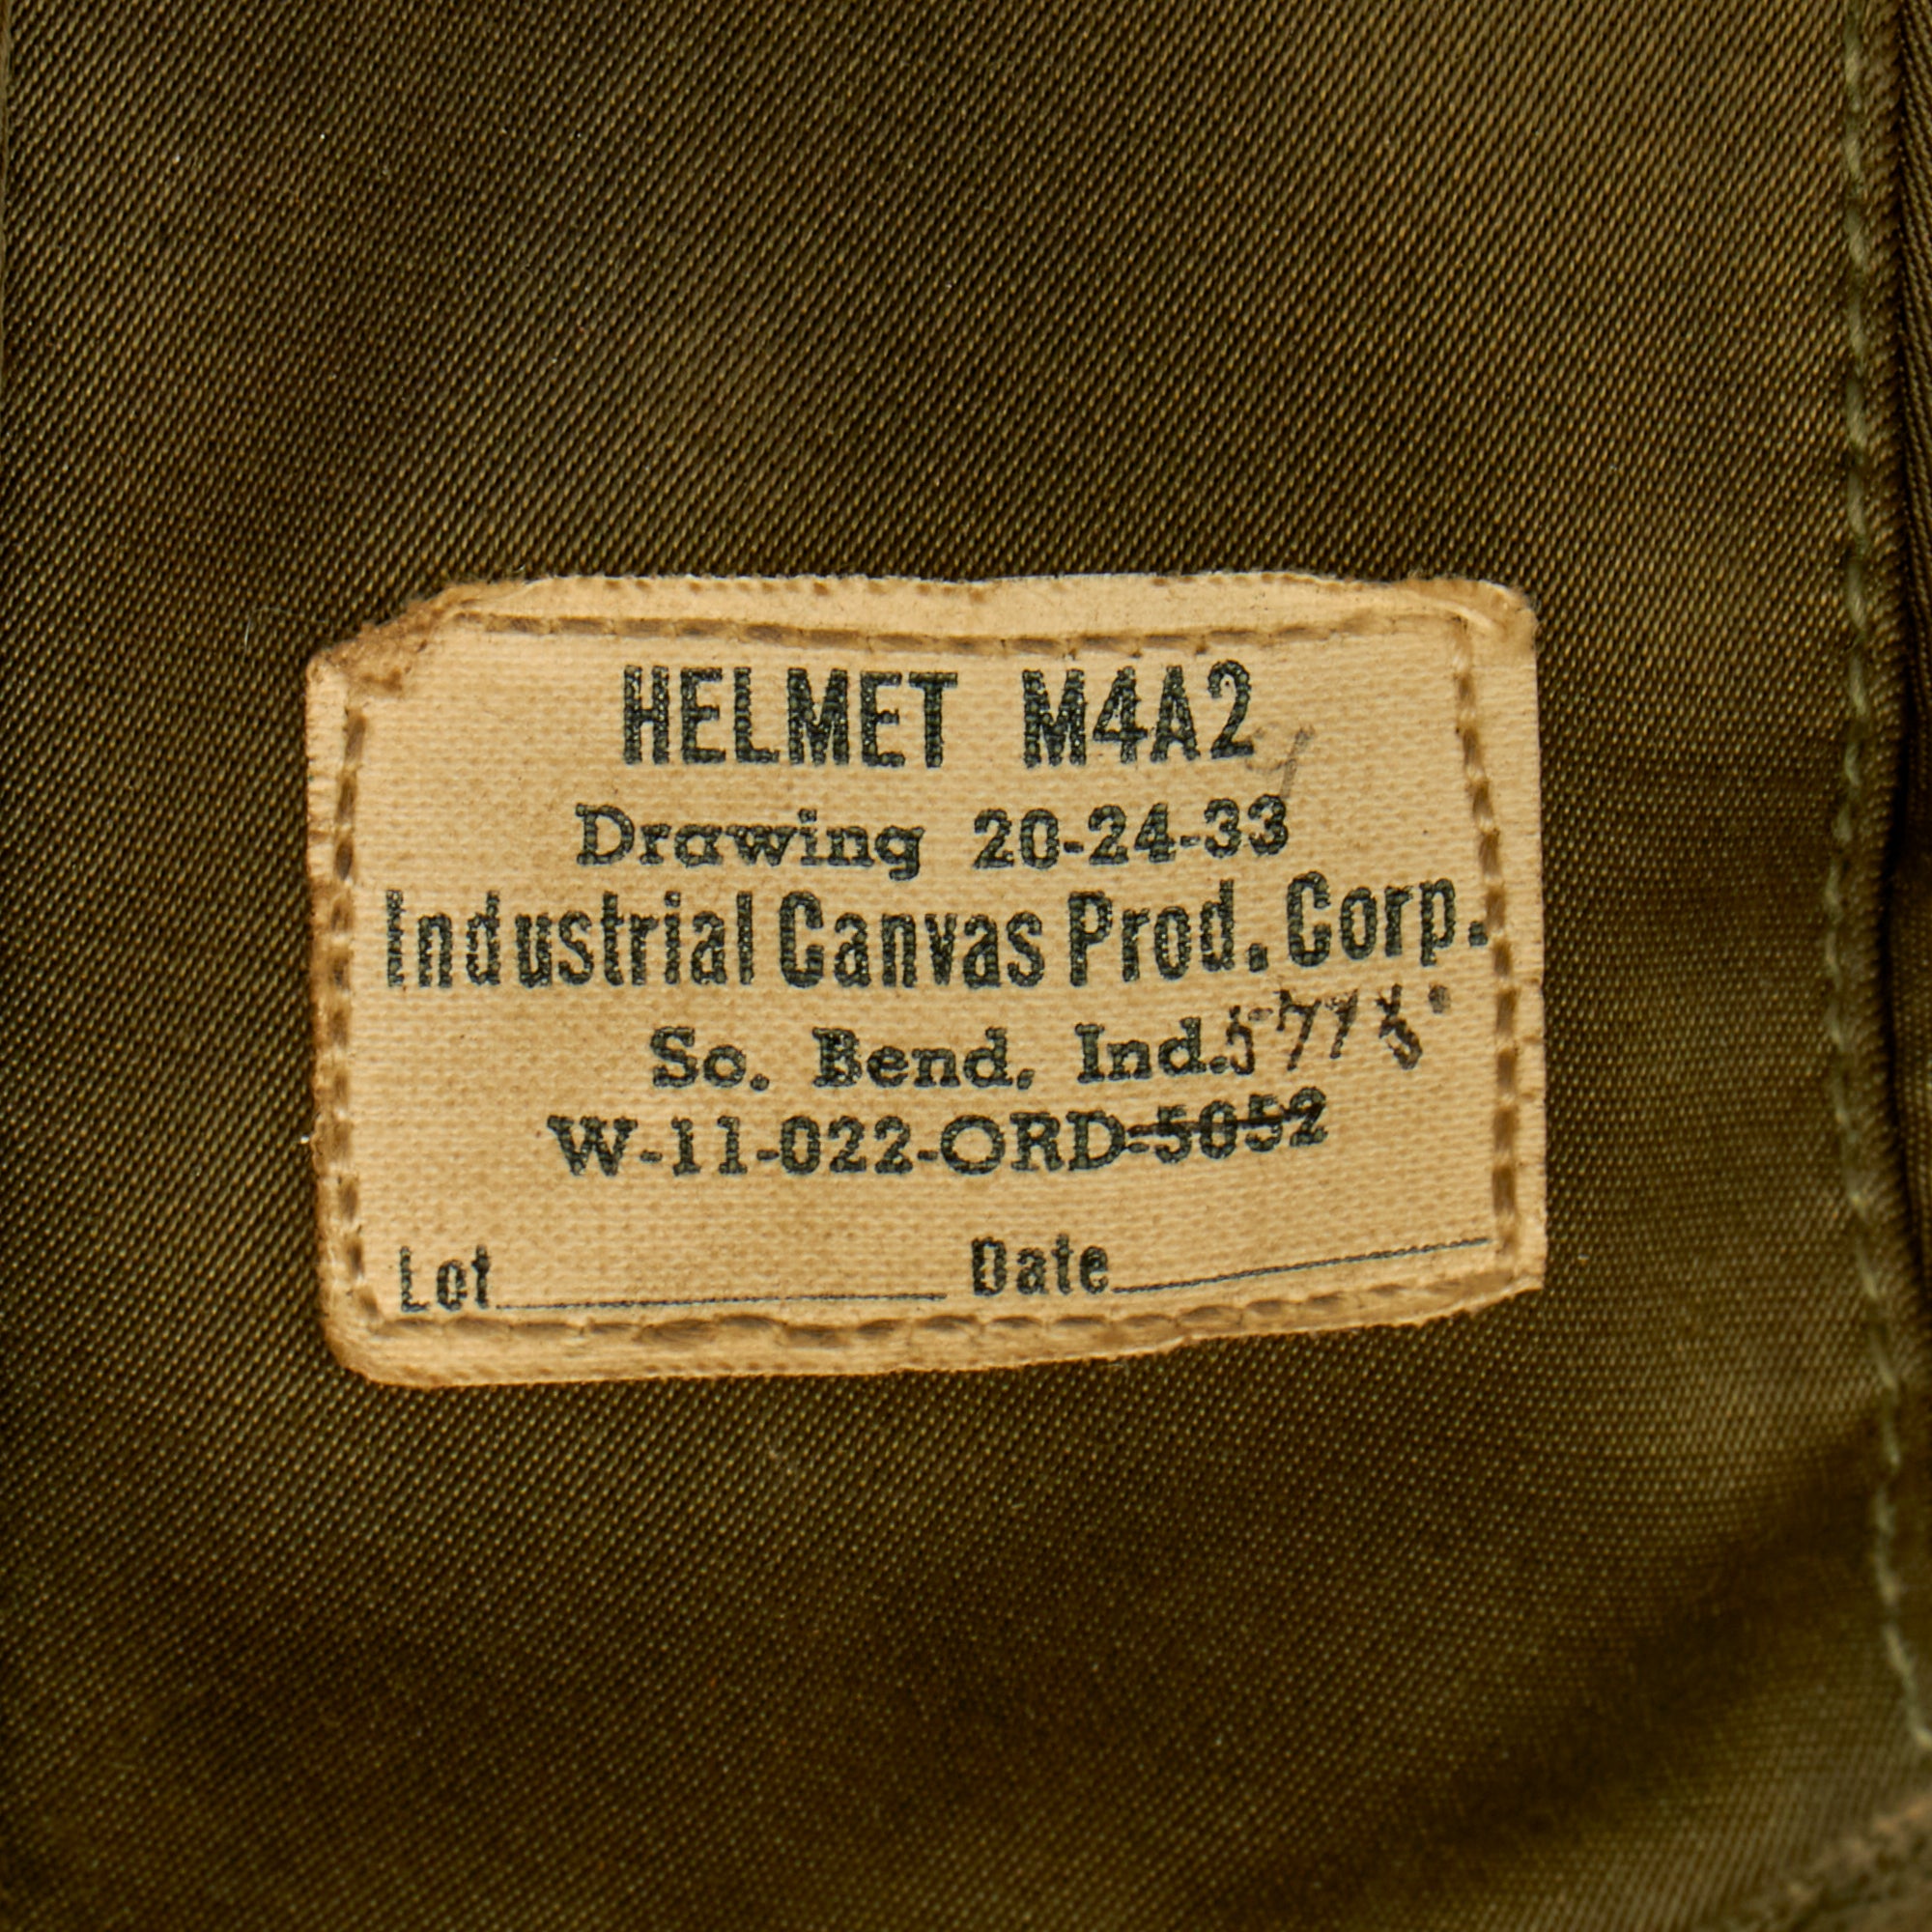 HELMET M4A2
Drawing 20-24-33
Industrial Canvas Prod. Corp.
So. Bend, Ind.
W-11-022-ORD-5052
Lot Date